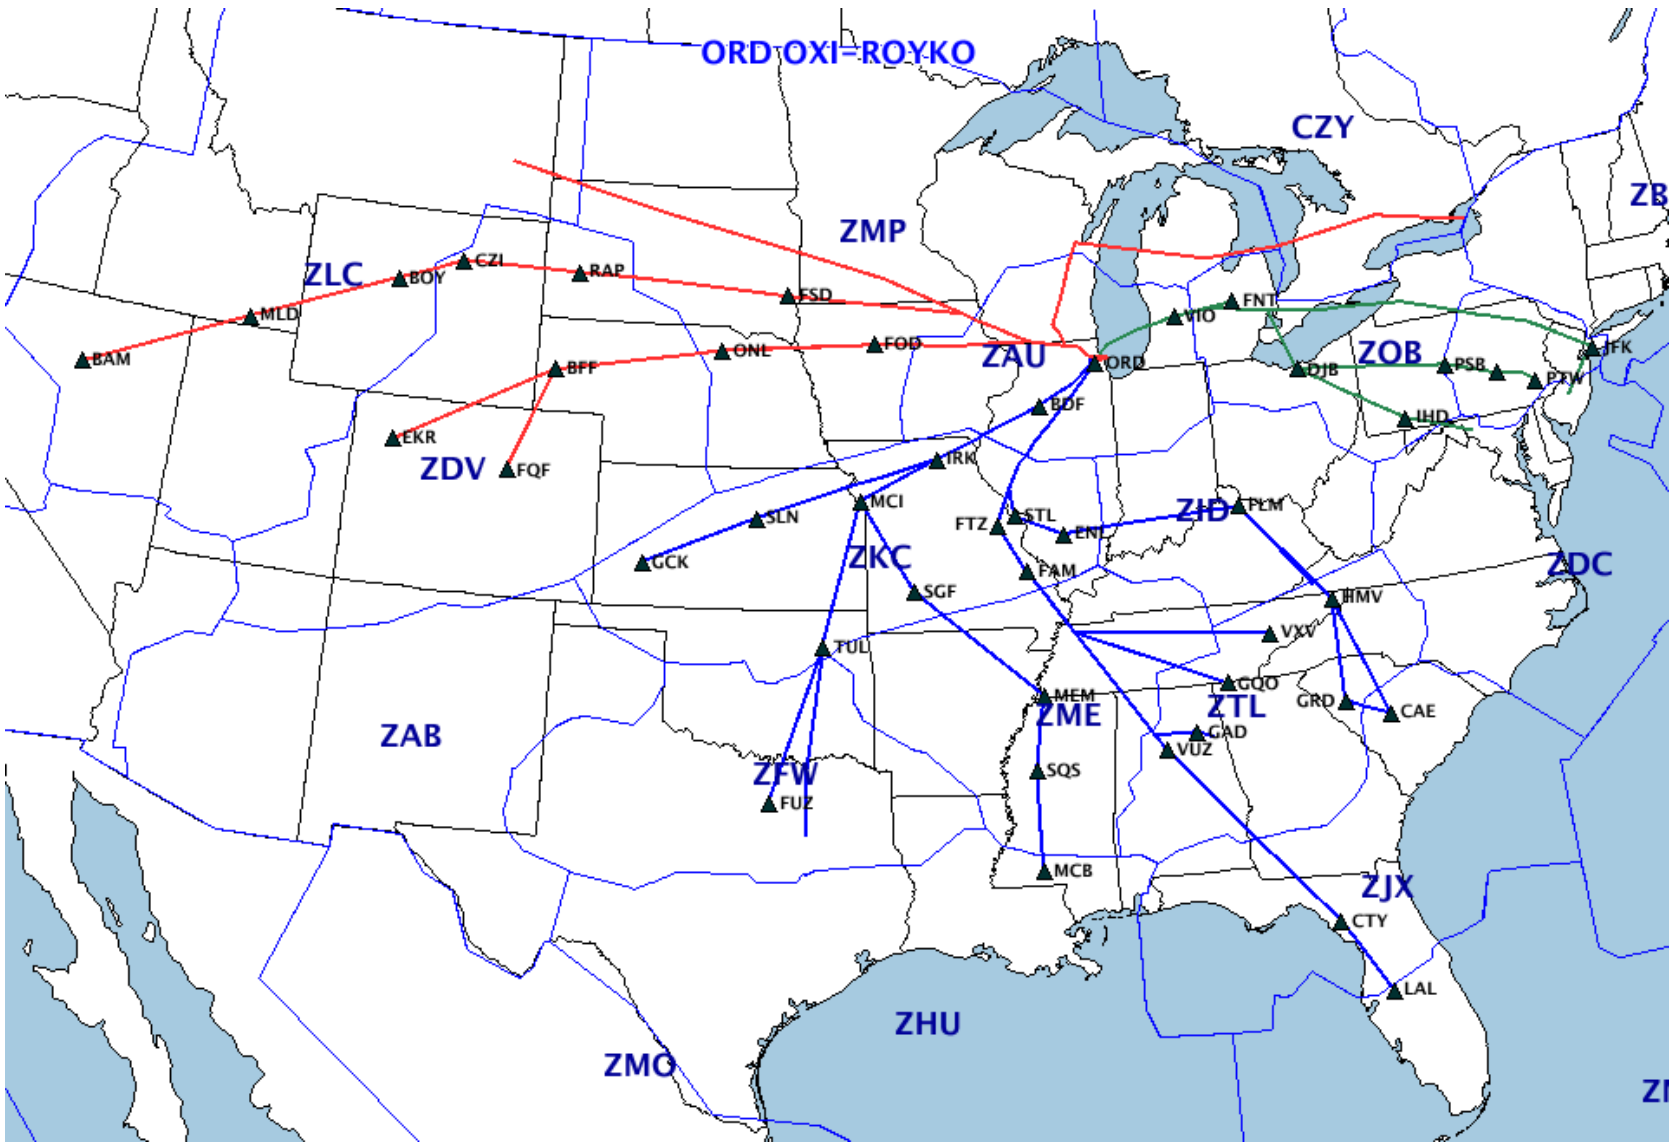 ORD OXI-ROYKO
CZY
ZB
ZMP
CZI
ZLC
BOY
RAP
FSD
MLD
FNT
VIO
JFK
BAM
ONL
FOD
ZAU
ORD
ZOB
BFF
DJB
PSB
PTW
BDF
IHD
EKR
ZDV
FQF
IRK
MCI
SLN
STL
FTZ
ZID
FLM
ENL
ZKC
ZDC
GCK
FAM
SGF
HMV
VXV
TUL
GQO
MEM
ZME
ZTL
GRD
CAE
ZAB
GAD
VUZ
ZFW
SQS
FUZ
MCB
ZJX
CTY
LAL
ZHU
ZMO